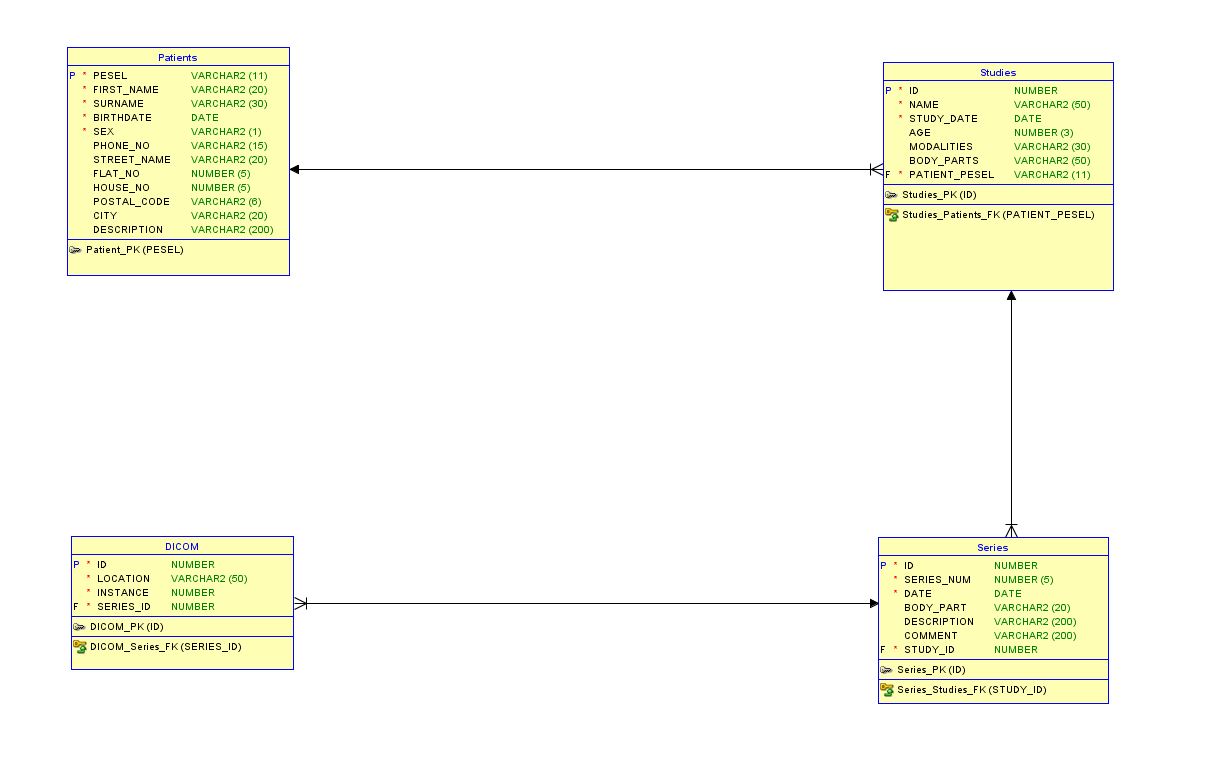 Patients
P * PESEL VARCHAR2 (11)
* FIRST_NAME VARCHAR2 (20)
* SURNAME VARCHAR2 (30)
* BIRTHDATE DATE
* SEX VARCHAR2 (1)
PHONE_NO VARCHAR2 (15)
STREET_NAME VARCHAR2 (20)
FLAT_NO NUMBER (5)
HOUSE_NO NUMBER (5)
POSTAL_CODE VARCHAR2 (6)
CITY VARCHAR2 (20)
DESCRIPTION VARCHAR2 (200)
Patient_PK (PESEL)
Studies
P * ID NUMBER
* NAME VARCHAR2 (50)
* STUDY_DATE DATE
AGE NUMBER (3)
MODALITIES VARCHAR2 (30)
BODY_PARTS VARCHAR2 (50)
F * PATIENT_PESEL VARCHAR2 (11)
Studies_PK (ID)
Studies_Patients_FK (PATIENT_PESEL)
DICOM
P * ID NUMBER
* LOCATION VARCHAR2 (50)
* INSTANCE NUMBER
F * SERIES_ID NUMBER
DICOM_PK (ID)
DICOM_Series_FK (SERIES_ID)
Series
P * ID NUMBER
* SERIES_NUM NUMBER (5)
* DATE DATE
BODY_PART VARCHAR2 (20)
DESCRIPTION VARCHAR2 (200)
COMMENT VARCHAR2 (200)
F * STUDY_ID NUMBER
Series_PK (ID)
Series_Studies_FK (STUDY_ID)